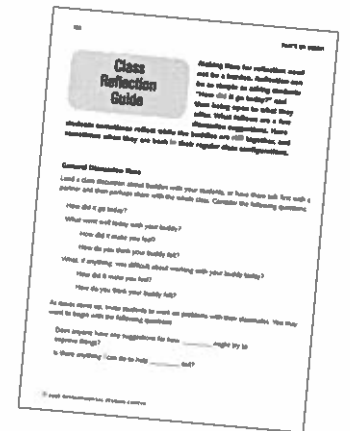 THAT'S MY BUDDY
Class
Reflection
Guide
Making time for reflection need
not be a burden. Reflection can
be as simple as asking students
"How did it go today?" and
then being open to what they
offer. What follows are a few
discussion suggestions. Have
students sometimes reflect while the buddies are still together, and
sometimes when they are back in their regular class configurations.
General Discussion Ideas
Lead a class discussion about buddies with your students, or have them talk first with a
partner and then perhaps share with the whole class. Consider the following questions:
How did it go today?
What went well today with your buddy?
How did it make you feel?
How do you think your buddy felt?
What, if anything, was difficult about working with your buddy today?
How did it make you feel?
How do you think your buddy felt?
As issues come up, invite students to work on problems with their classmates. You may
want to begin with the following questions:
Does anyone have any suggestions for how ______ might try to
improve things?
Is there anything I can do to help ______ out?